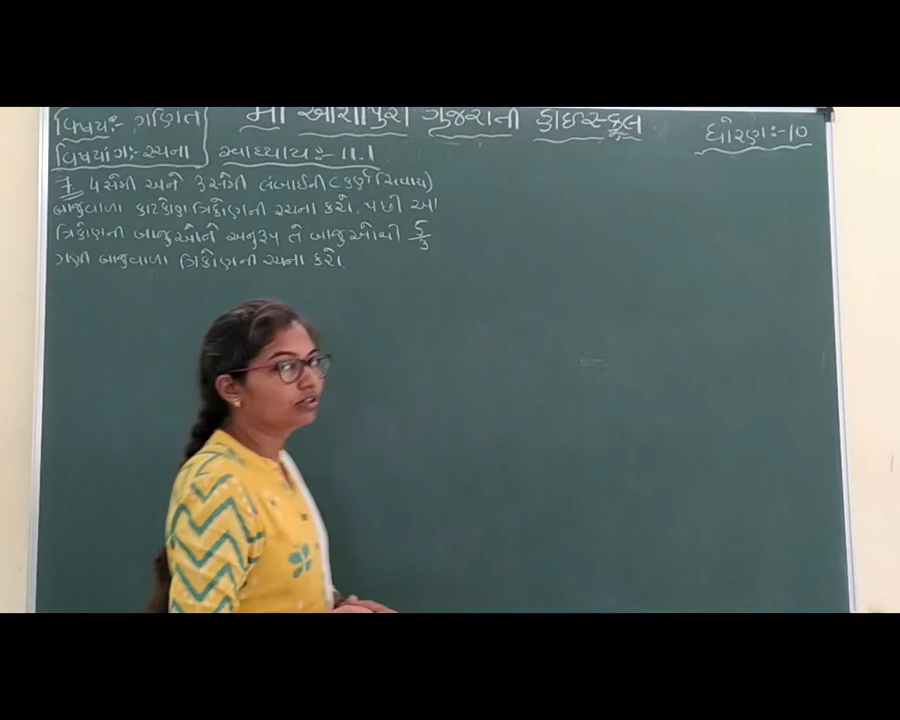 વિષય:- ગણિત
માઁ આશાપુરા ગુજરાતી હાઈસ્કૂલ
ધોરણ:-10
વિષયાંગ:- રચના
સ્વાધ્યાય:- 11.1
7. 4 સેમી અને 3 સેમી લંબાઈની (કર્ણ સિવાય)
બાજુવાળા કાટકોણ ત્રિકોણની રચના કરો. પછી આ
ત્રિકોણની બાજુઓને અનુરૂપ તે બાજુઓથી 5/3
ગણી બાજુવાળા ત્રિકોણની રચના કરો.